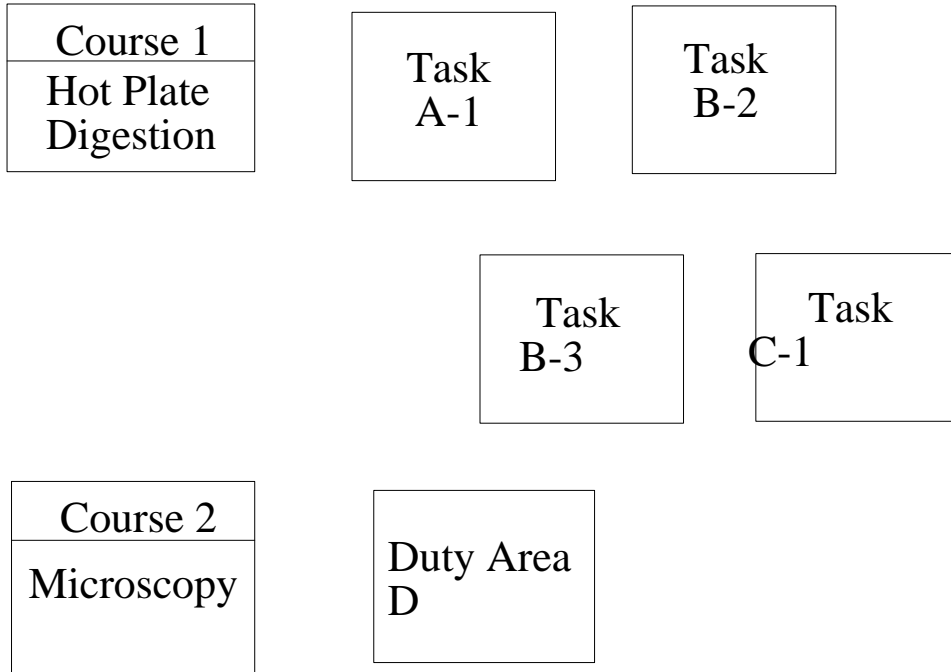 Course 1
Hot Plate
Digestion
Task
A-1
Task
B-2
Task
B-3
Task
C-1
Course 2
Microscopy
Duty Area
D